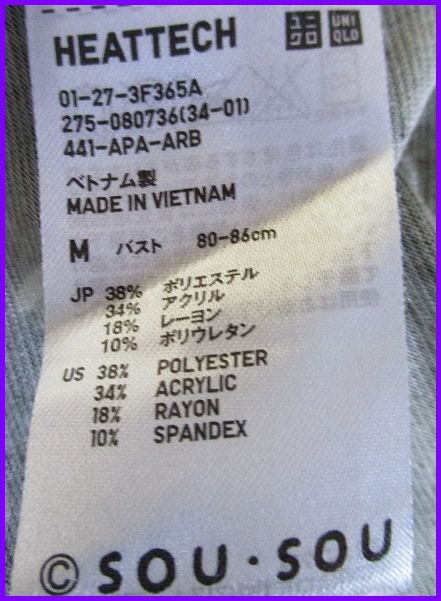 HEATTECH ユニクロ UNIQLO
01-27-3F365A
275-080736(34-01)
441-APA-ARB
ベトナム製
MADE IN VIETNAM
M バスト 80-86cm
JP 38% ポリエステル
34% アクリル
18% レーヨン
10% ポリウレタン
US 38% POLYESTER
34% ACRYLIC
18% RAYON
10% SPANDEX
© SOU・SOU